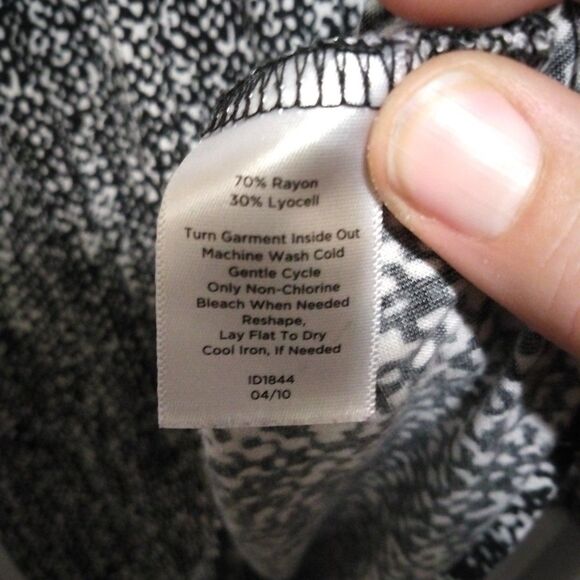 70% Rayon
30% Lyocell
Turn Garment Inside Out
Machine Wash Cold
Gentle Cycle
Only Non-Chlorine
Bleach When Needed
Reshape,
Lay Flat To Dry
Cool Iron, If Needed
ID1844
04/10